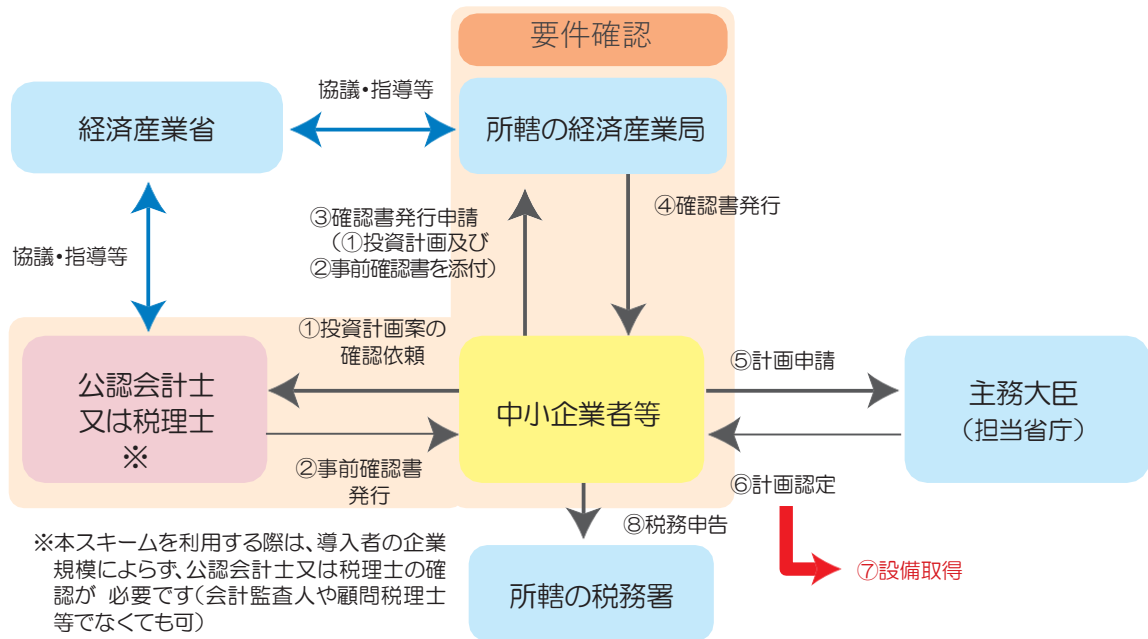 要件確認
協議・指導等
経済産業省
所轄の経済産業局
③確認書発行申請
（①投資計画及び
②事前確認書を添付）
④確認書発行
協議・指導等
①投資計画案の
確認依頼
公認会計士
又は税理士
※
中小企業者等
⑤計画申請
主務大臣
（担当省庁）
②事前確認書
発行
⑥計画認定
⑧税務申告
⑦設備取得
所轄の税務署
※本スキームを利用する際は、導入者の企業
規模によらず、公認会計士又は税理士の確
認が 必要です（会計監査人や顧問税理士
等でなくても可）